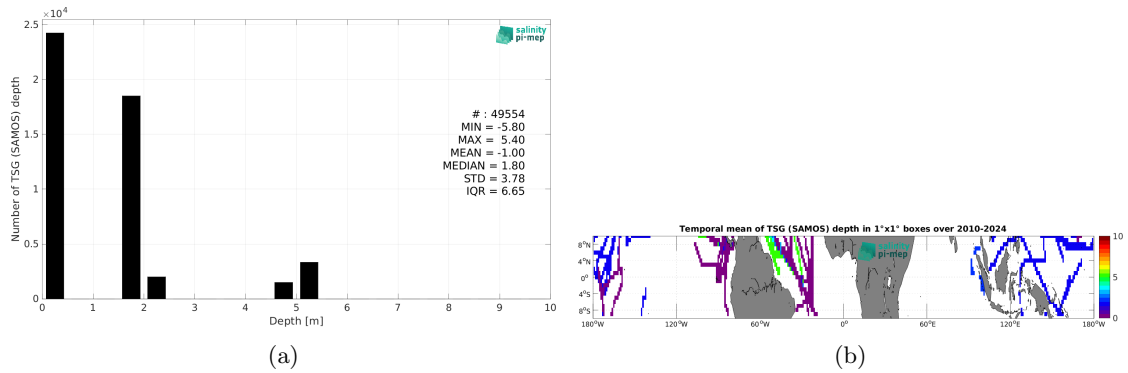 ×10⁴
2.5
2
1.5
1
0.5
0
0 1 2 3 4 5 6 7 8 9 10
Number of TSG (SAMOS) depth
Depth [m]
salinity
pi-mep
# : 49554
MIN = -5.80
MAX = 5.40
MEAN = -1.00
MEDIAN = 1.80
STD = 3.78
IQR = 6.65
(a)
Temporal mean of TSG (SAMOS) depth in 1°x1° boxes over 2010-2024
salinity
pi-mep
8°N
4°N
0°
4°S
8°S
180°W 120°W 60°W 0° 60°E 120°E 180°W
10
5
0
(b)